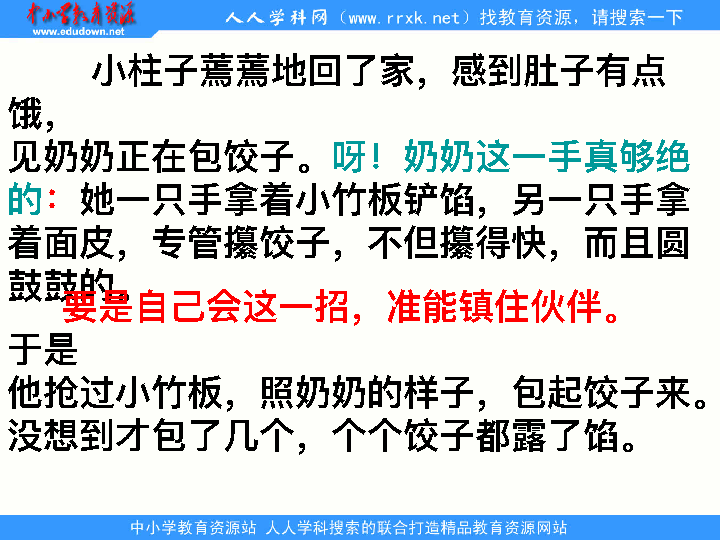 中小学教育资源
www.edudown.net
人人学科网（www.rrxk.net）找教育资源，请搜索一下
小柱子蔫蔫地回了家，感到肚子有点
饿，
见奶奶正在包饺子。呀！奶奶这一手真够绝
的：她一只手拿着小竹板铲馅，另一只手拿
着面皮，专管攥饺子，不但攥得快，而且圆
鼓鼓的。
要是自己会这一招，准能镇住伙伴。
于是
他抢过小竹板，照奶奶的样子，包起饺子来。
没想到才包了几个，个个饺子都露了馅。
中小学教育资源站 人人学科搜索的联合打造精品教育资源网站